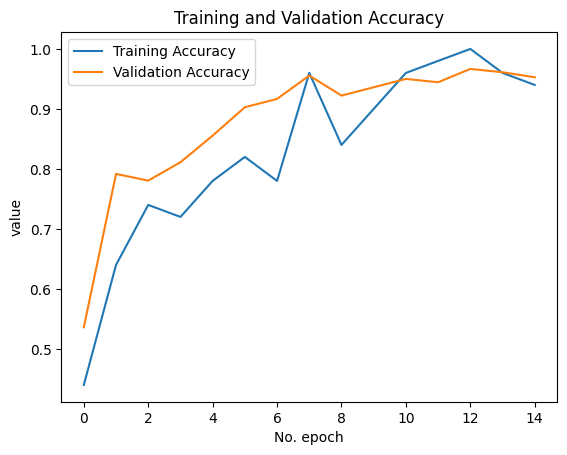 Training and Validation Accuracy
Training Accuracy
Validation Accuracy
1.0
0.9
0.8
0.7
0.6
0.5
value
0 2 4 6 8 10 12 14
No. epoch